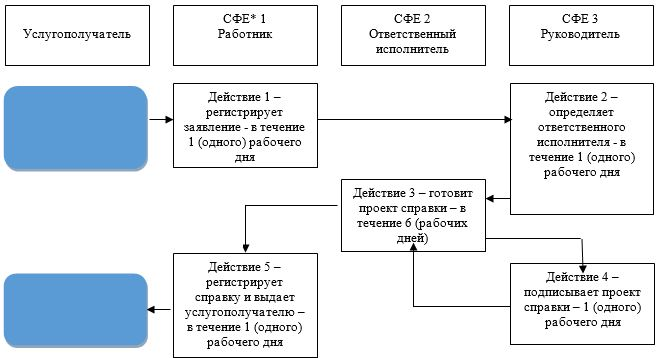 Услугополучатель
СФЕ* 1
Работник
СФЕ 2
Ответственный
исполнитель
СФЕ 3
Руководитель
Действие 1 –
регистрирует
заявление - в течение
1 (одного) рабочего
дня
Действие 2 –
определяет
ответственного
исполнителя - в
течение 1 (одного)
рабочего дня
Действие 3 – готовит
проект справки – в
течение 6 (рабочих
дней)
Действие 4 –
подписывает проект
справки – 1 (одного)
рабочего дня
Действие 5 –
регистрирует
справку и выдает
услугополучателю –
в течение 1 (одного)
рабочего дня